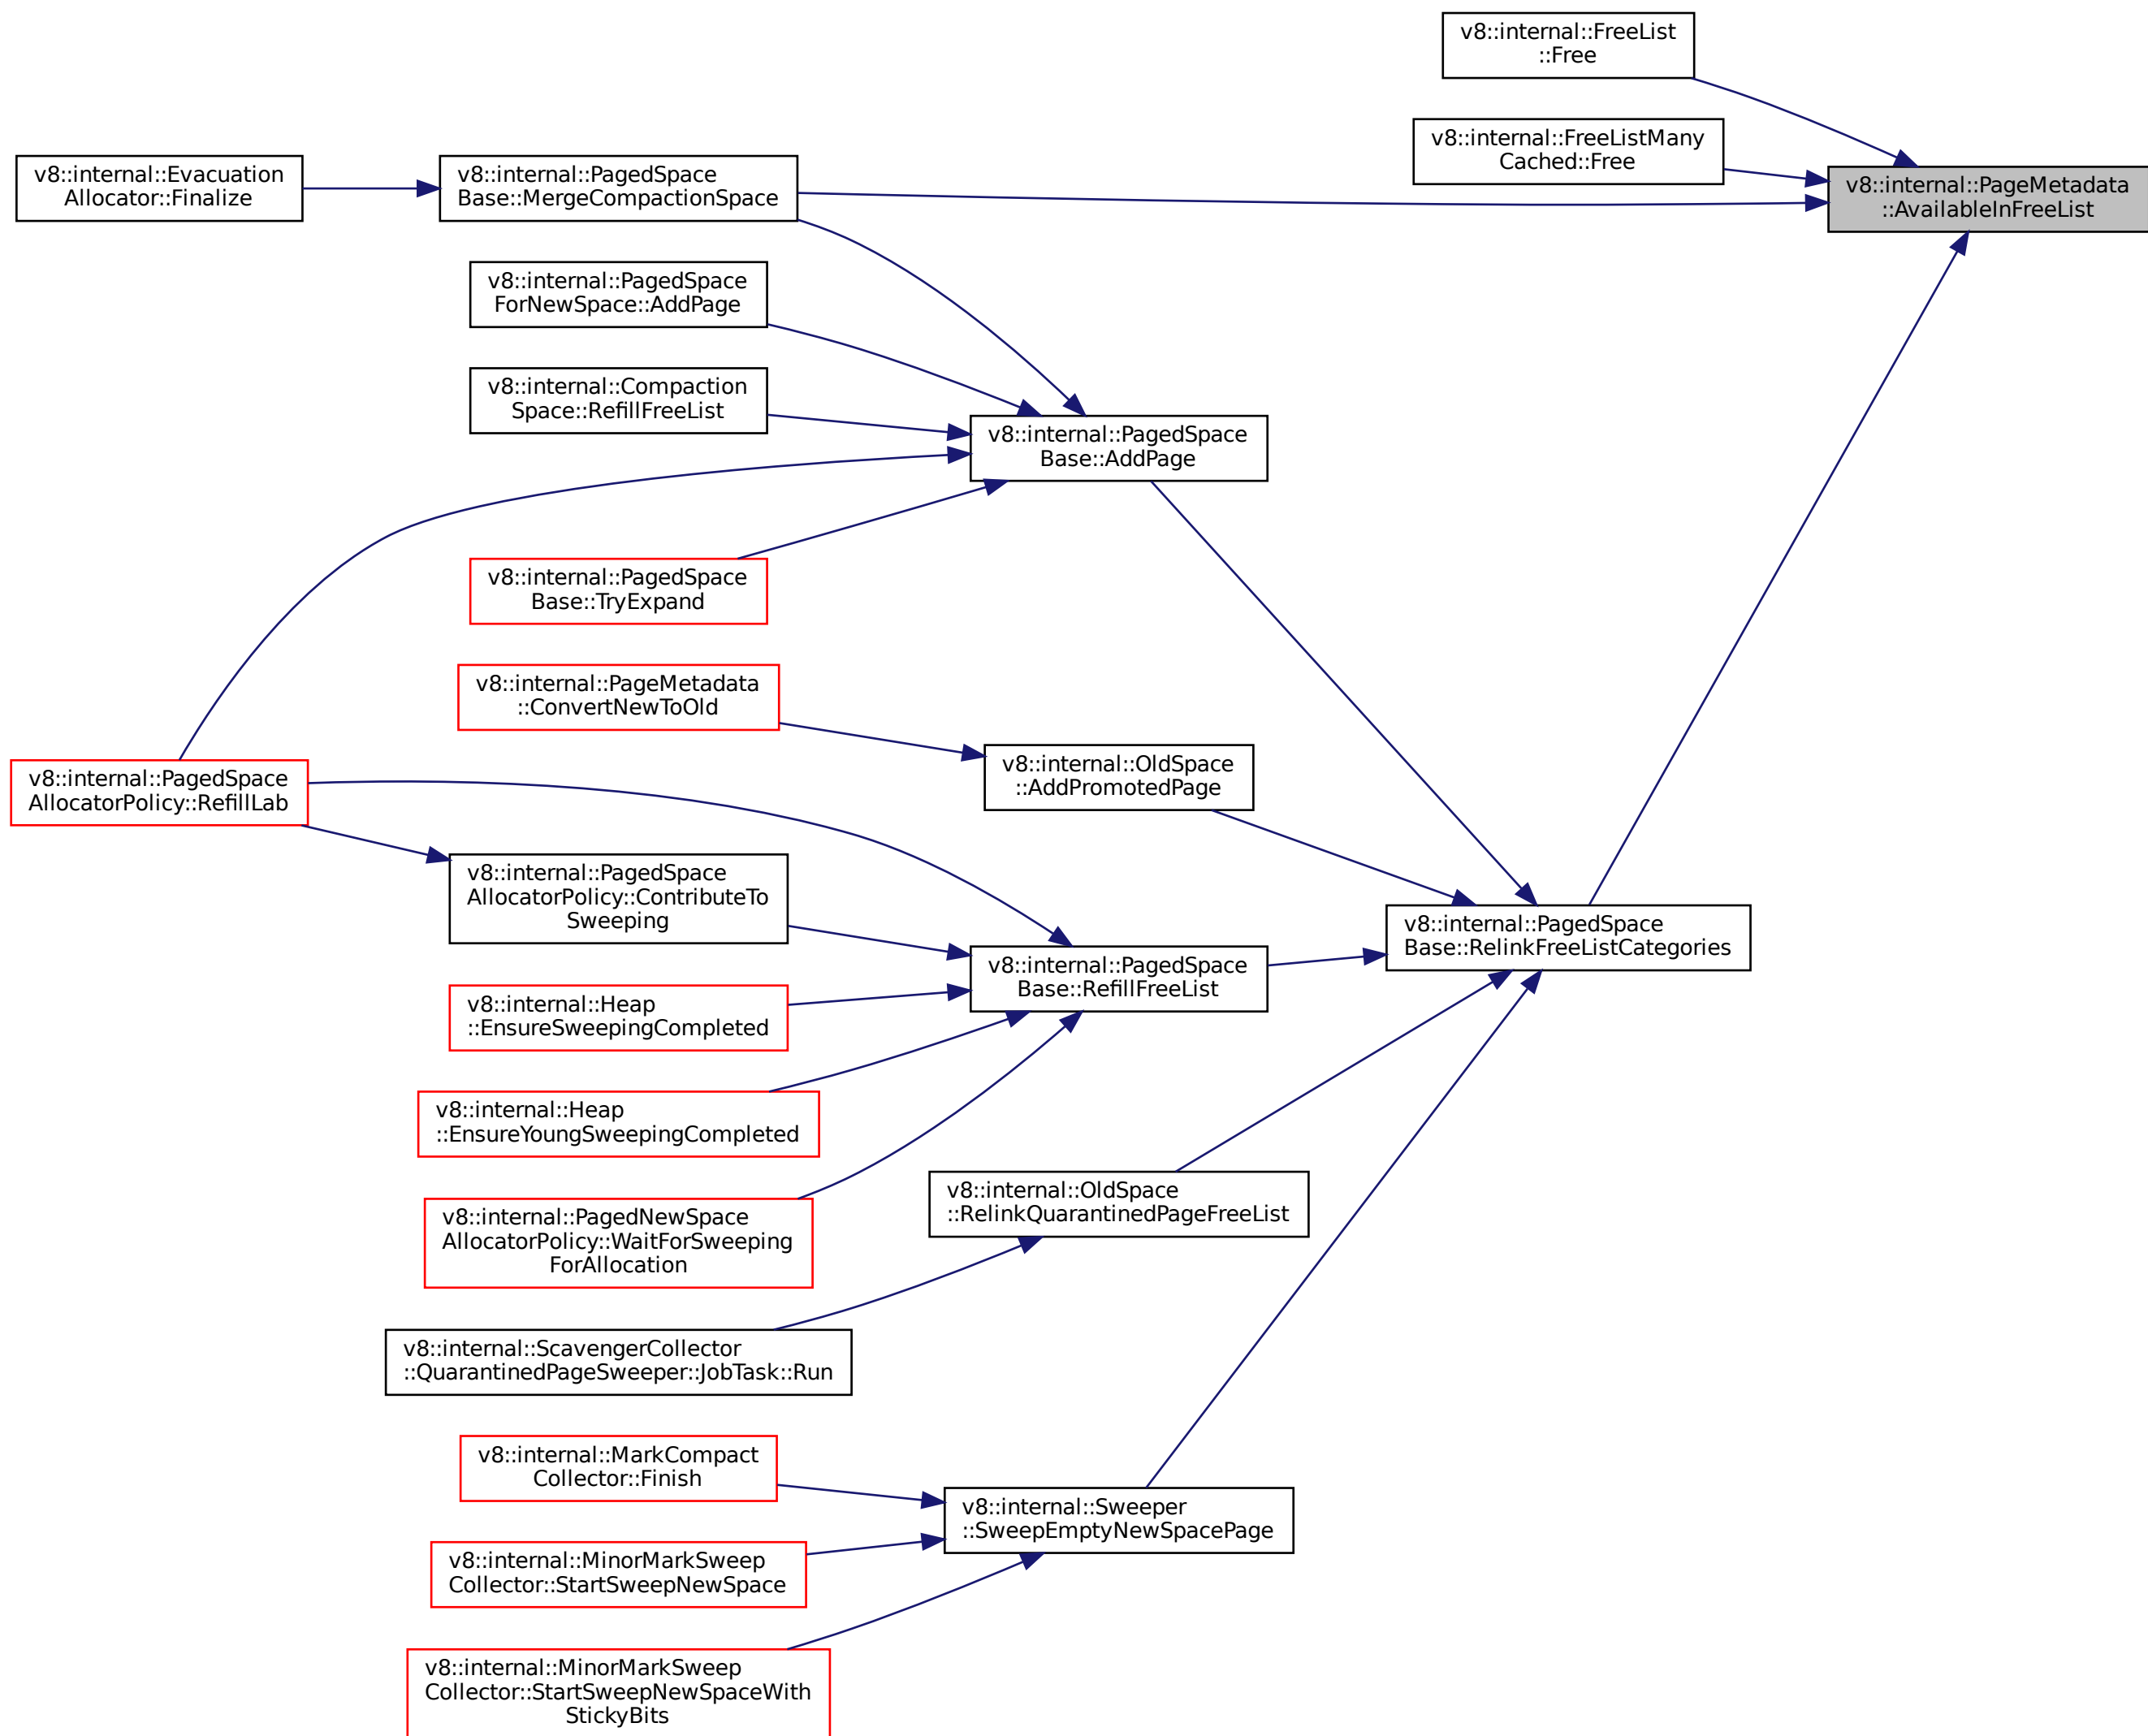 v8::internal::FreeList
::Free
v8::internal::FreeListMany
Cached::Free
v8::internal::Evacuation
Allocator::Finalize
v8::internal::PagedSpace
Base::MergeCompactionSpace
v8::internal::PageMetadata
::AvailableInFreeList
v8::internal::PagedSpace
ForNewSpace::AddPage
v8::internal::Compaction
Space::RefillFreeList
v8::internal::PagedSpace
Base::AddPage
v8::internal::PagedSpace
Base::TryExpand
v8::internal::PageMetadata
::ConvertNewToOld
v8::internal::OldSpace
::AddPromotedPage
v8::internal::PagedSpace
AllocatorPolicy::RefillLab
v8::internal::PagedSpace
AllocatorPolicy::ContributeTo
Sweeping
v8::internal::PagedSpace
Base::RelinkFreeListCategories
v8::internal::PagedSpace
Base::RefillFreeList
v8::internal::Heap
::EnsureSweepingCompleted
v8::internal::Heap
::EnsureYoungSweepingCompleted
v8::internal::OldSpace
::RelinkQuarantinedPageFreeList
v8::internal::PagedNewSpace
AllocatorPolicy::WaitForSweeping
ForAllocation
v8::internal::ScavengerCollector
::QuarantinedPageSweeper::JobTask::Run
v8::internal::MarkCompact
Collector::Finish
v8::internal::Sweeper
::SweepEmptyNewSpacePage
v8::internal::MinorMarkSweep
Collector::StartSweepNewSpace
v8::internal::MinorMarkSweep
Collector::StartSweepNewSpaceWith
StickyBits